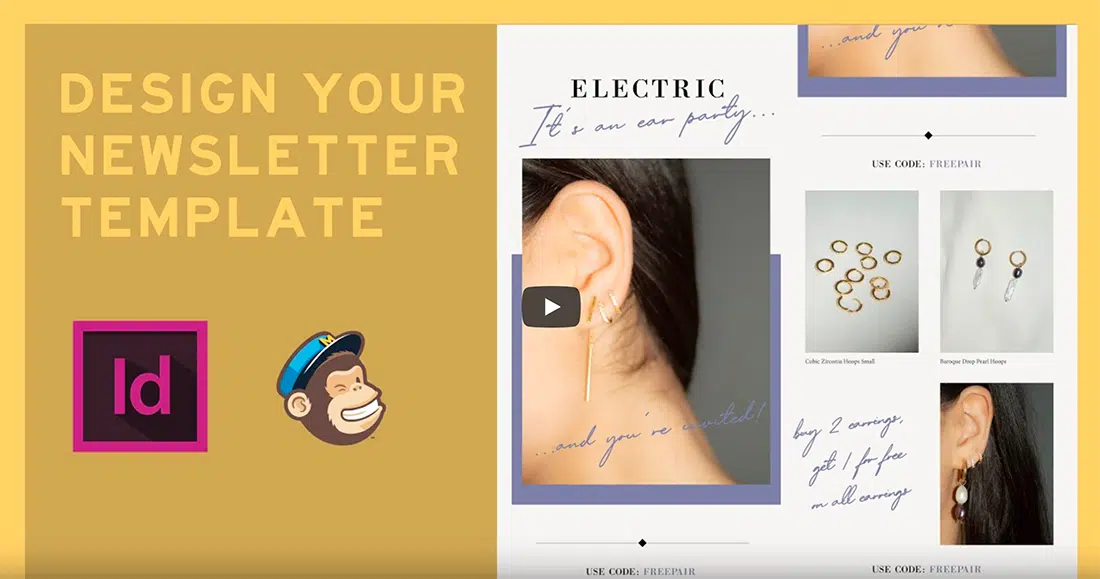 DESIGN YOUR
NEWSLETTER
TEMPLATE
Id
M
ELECTRIC
It's an ear party...
...and you're invited!
USE CODE: FREEPAIR
...and you
USE CODE: FREEPAIR
Cubic Zirconia Hoops Small
Baroque Drop Pearl Hoops
buy 2 earrings,
get 1 for free
on all earrings
USE CODE: FREEPAIR